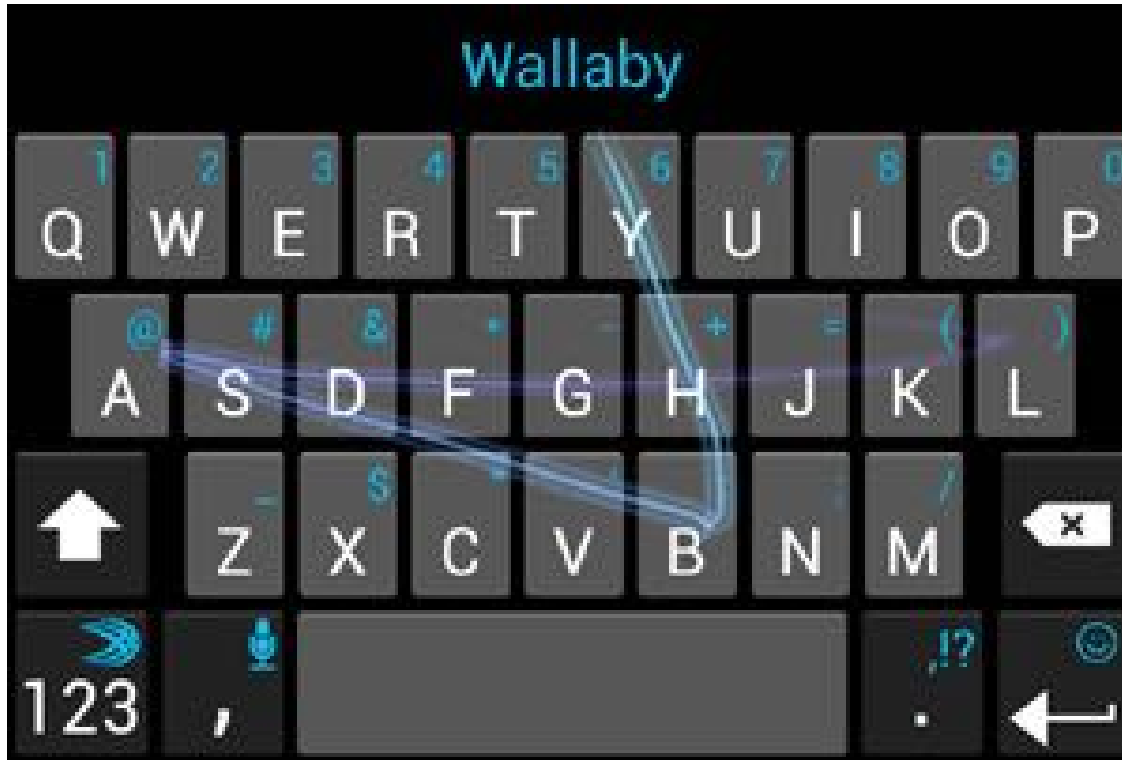 Wallaby
1 2 3 4 5 6 7 8 9 0
Q W E R T Y U I O P
@ # & - + = ( )
A S D F G H J K L
_ $ /
Z X C V B N M
,!?
123 , .